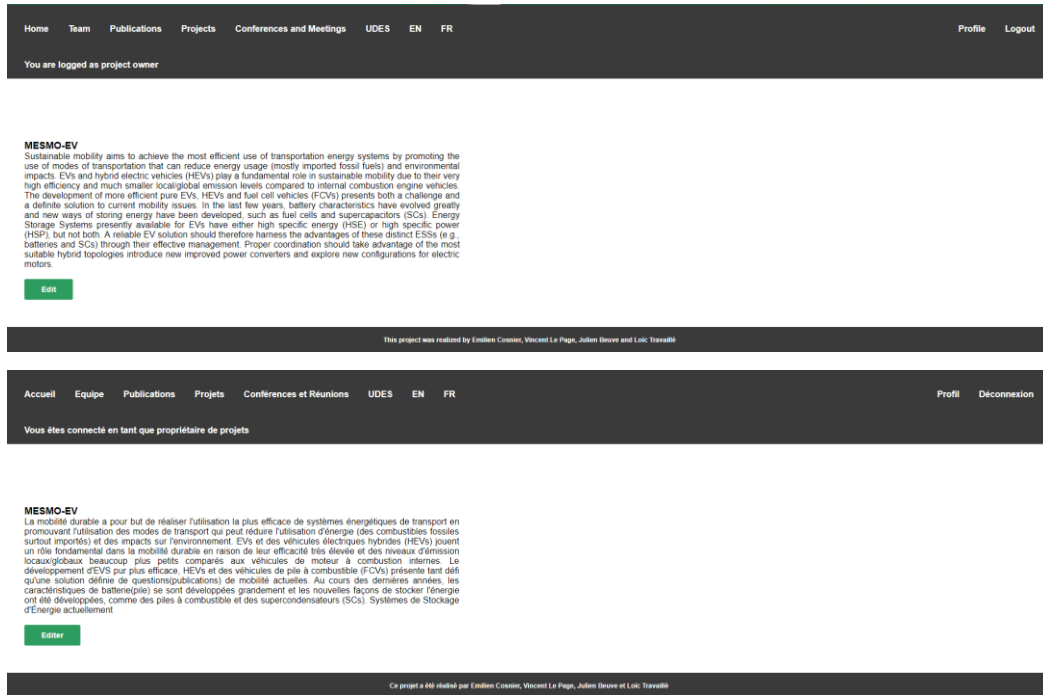 Home Team Publications Projects Conferences and Meetings UDES EN FR Profile Logout
You are logged as project owner
MESMO-EV
Sustainable mobility aims to achieve the most efficient use of transportation energy systems by promoting the
use of modes of transportation that can reduce energy usage (mostly imported fossil fuels) and environmental
impacts. EVs and hybrid electric vehicles (HEVs) play a fundamental role in sustainable mobility due to their very
high efficiency and much smaller local/global emission levels compared to internal combustion engine vehicles.
The development of more efficient pure EVs, HEVs and fuel cell vehicles (FCVs) presents both a challenge and
a definite solution to current mobility issues. In the last few years, battery characteristics have evolved greatly
and new ways of storing energy have been developed, such as fuel cells and supercapacitors (SCs). Energy
Storage Systems presently available for EVs have either high specific energy (HSE) or high specific power
(HSP), but not both. A reliable EV solution should therefore harness the advantages of these distinct ESSs (e.g.,
batteries and SCs) through their effective management. Proper coordination should take advantage of the most
suitable hybrid topologies introduce new improved power converters and explore new configurations for electric
motors.
Edit
This project was realized by Emilien Cosnier, Vincent Le Page, Julien Beuve and Loïc Travaillé
Accueil Equipe Publications Projets Conférences et Réunions UDES EN FR Profil Déconnexion
Vous êtes connecté en tant que propriétaire de projets
MESMO-EV
La mobilité durable a pour but de réaliser l'utilisation la plus efficace de systèmes énergétiques de transport en
promouvant l'utilisation des modes de transport qui peut réduire l'utilisation d'énergie (des combustibles fossiles
surtout importés) et des impacts sur l'environnement. EVs et des véhicules électriques hybrides (HEVs) jouent
un rôle fondamental dans la mobilité durable en raison de leur efficacité très élevée et des niveaux d'émission
locaux/globaux beaucoup plus petits comparés aux véhicules de moteur à combustion internes. Le
développement d'EVS pur plus efficace, HEVs et des véhicules de pile à combustible (FCVs) présente tant défi
qu'une solution définie de questions(publications) de mobilité actuelles. Au cours des dernières années, les
caractéristiques de batterie(pile) se sont développées grandement et les nouvelles façons de stocker l'énergie
ont été développées, comme des piles à combustible et des supercondensateurs (SCs). Systèmes de Stockage
d'Énergie actuellement
Editer
Ce projet a été réalisé par Emilien Cosnier, Vincent Le Page, Julien Beuve et Loïc Travaillé